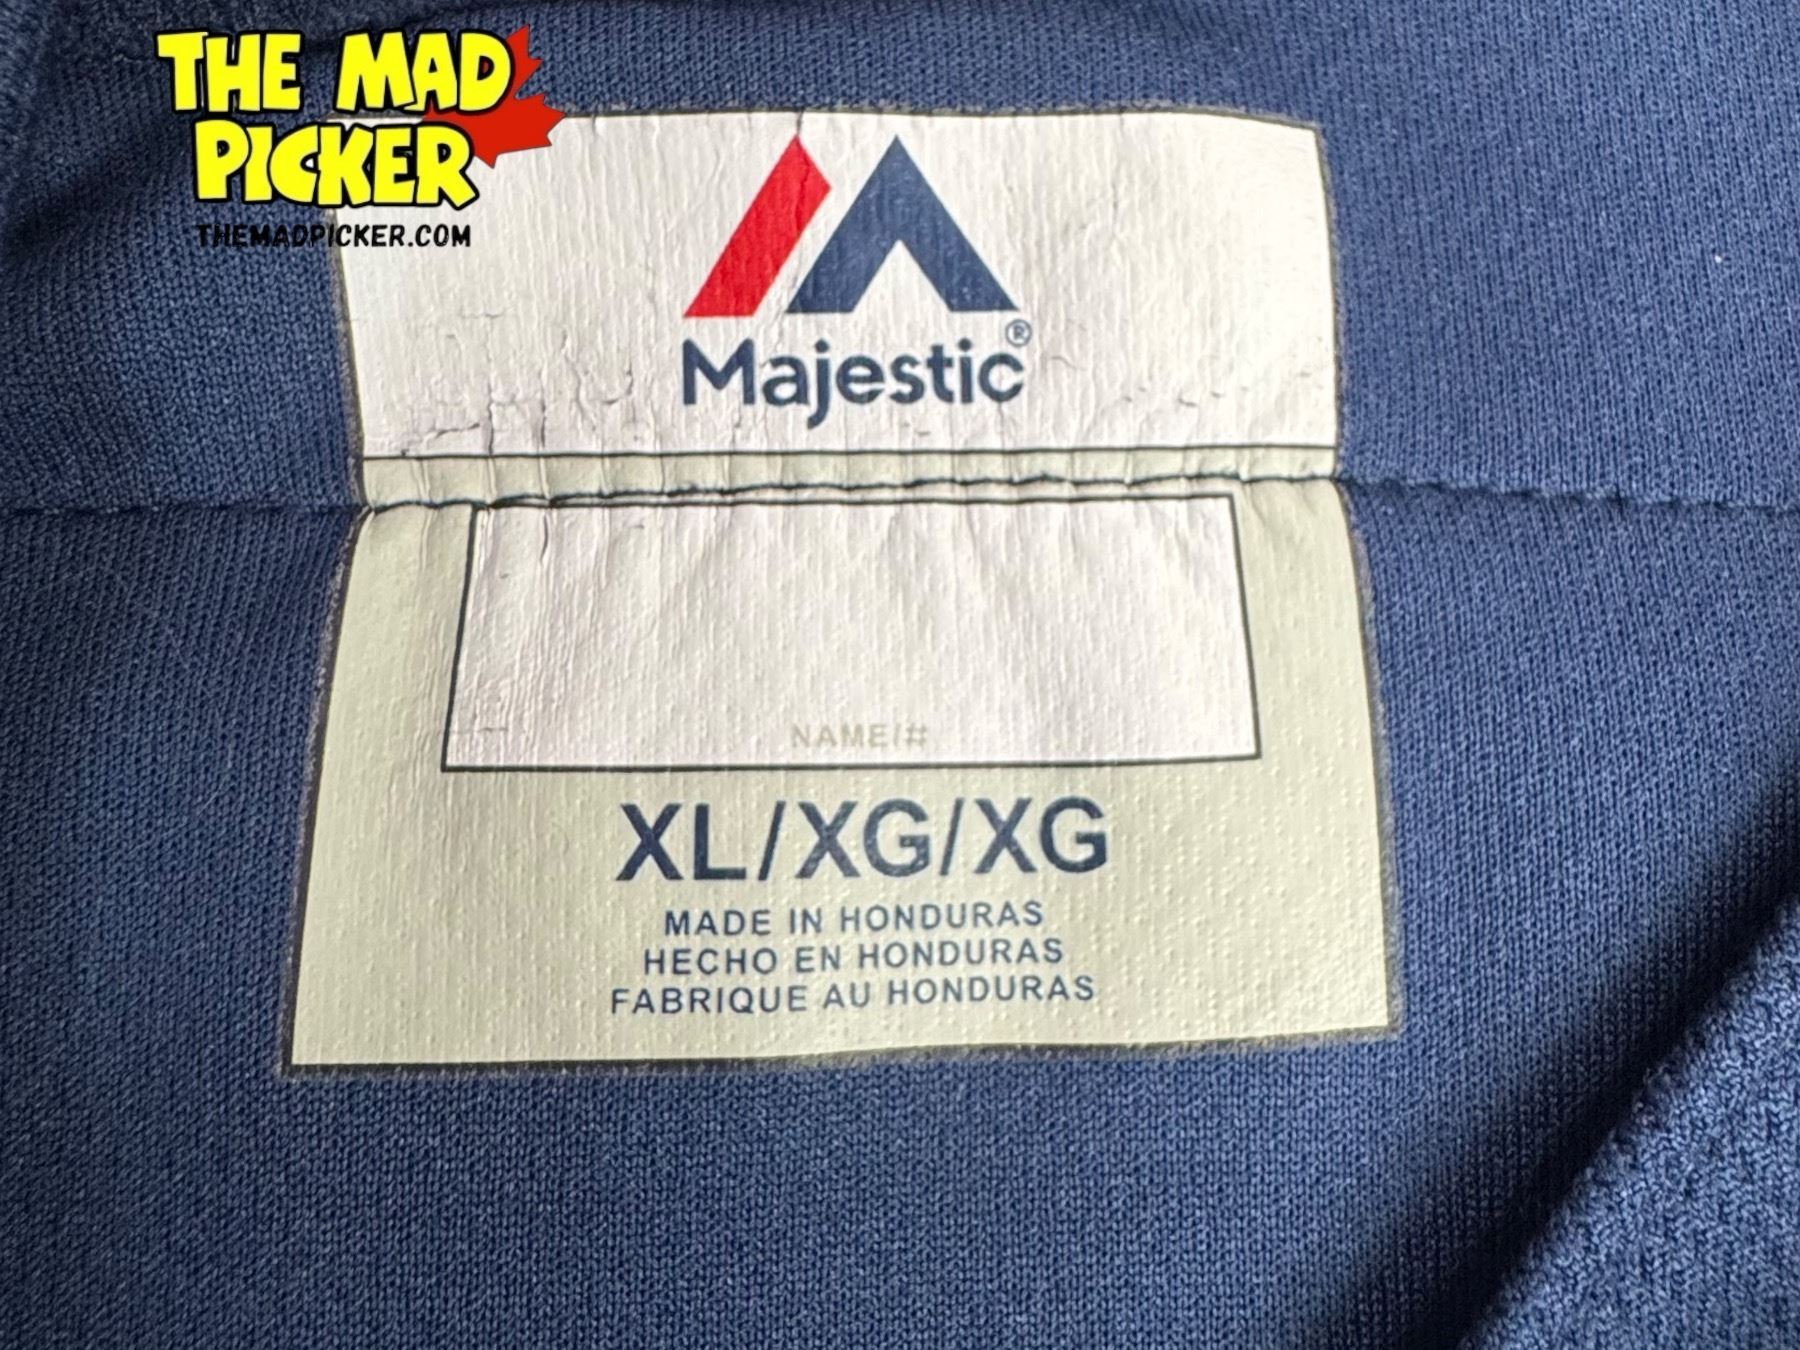 THE MAD
PICKER
THEMADPICKER.COM
Majestic®
NAME/#
XL/XG/XG
MADE IN HONDURAS
HECHO EN HONDURAS
FABRIQUE AU HONDURAS